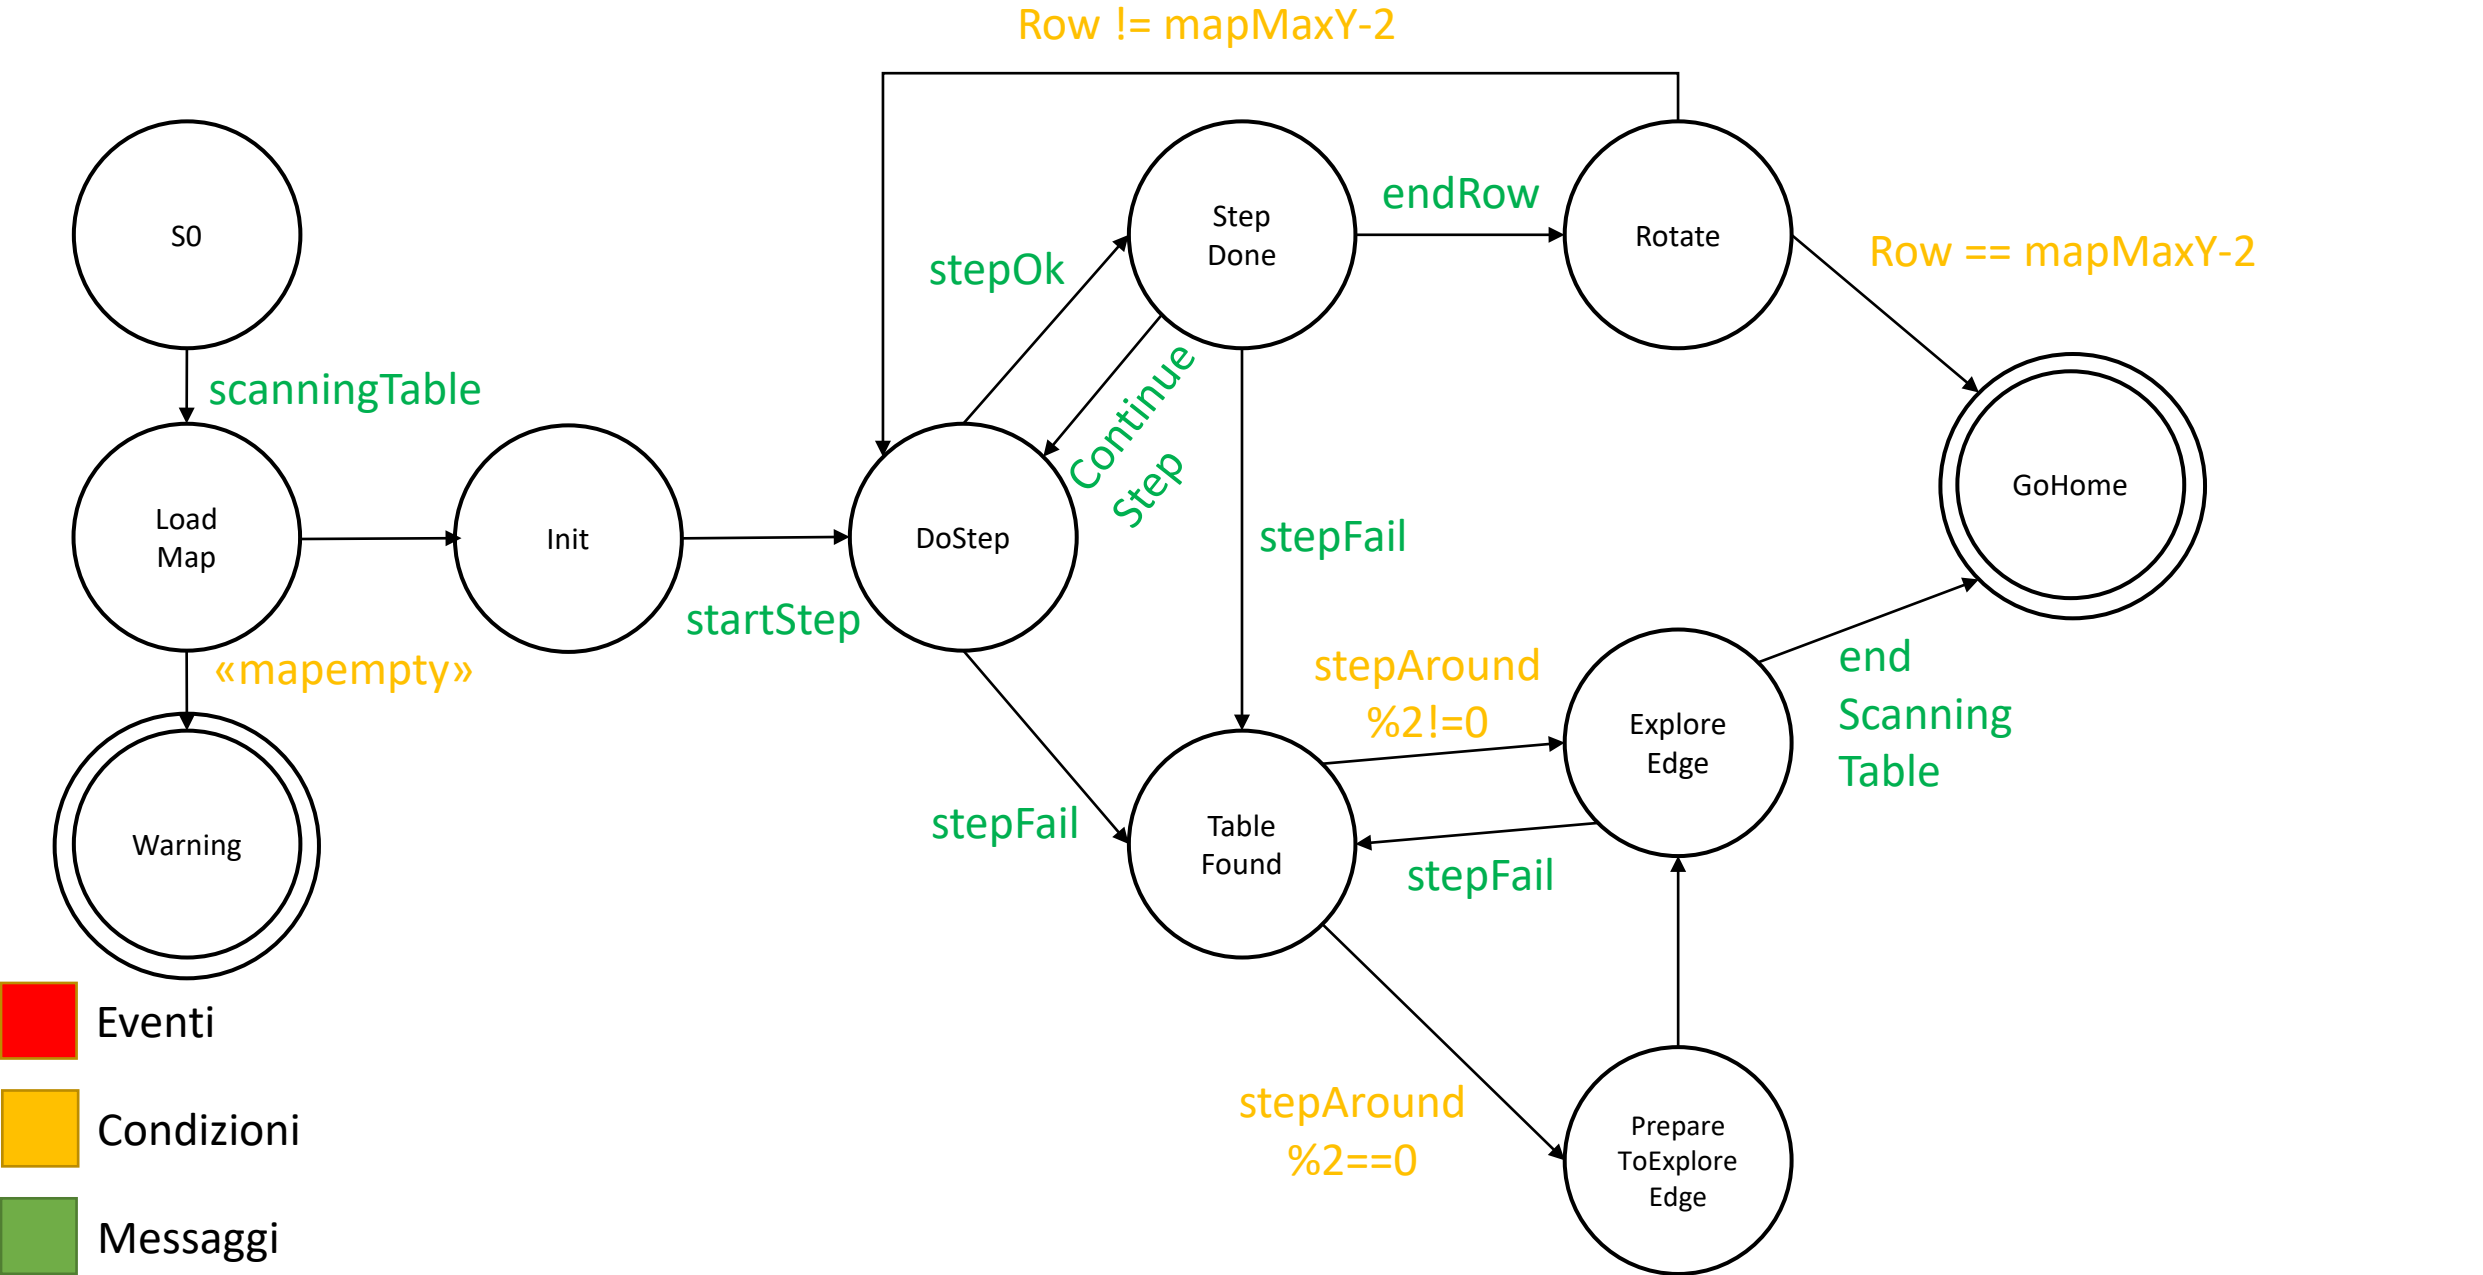 Row != mapMaxY-2
S0
Step
Done
endRow
Rotate
Row == mapMaxY-2
stepOk
scanningTable
Continue
Step
Load
Map
Init
DoStep
stepFail
GoHome
startStep
«mapempty»
stepAround
%2!=0
Explore
Edge
end
Scanning
Table
Warning
stepFail
Table
Found
stepFail
Eventi
Condizioni
Messaggi
stepAround
%2==0
Prepare
ToExplore
Edge